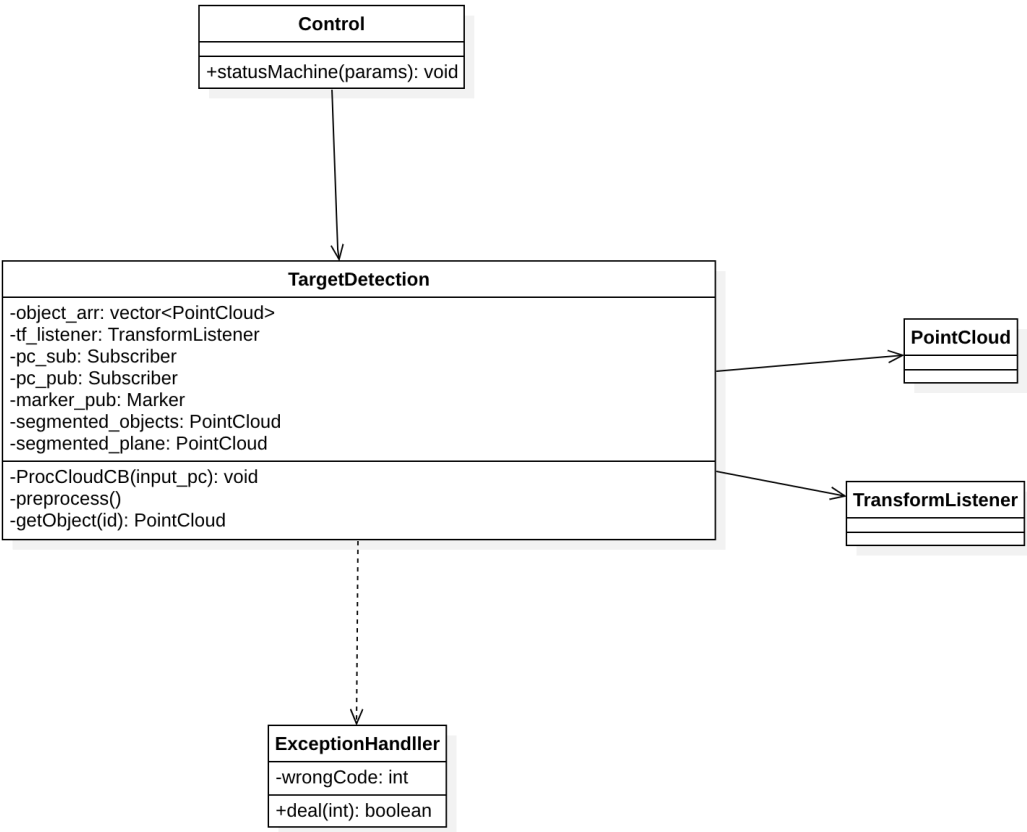 Control
+statusMachine(params): void
TargetDetection
-object_arr: vector<PointCloud>
-tf_listener: TransformListener
-pc_sub: Subscriber
-pc_pub: Subscriber
-marker_pub: Marker
-segmented_objects: PointCloud
-segmented_plane: PointCloud
-ProcCloudCB(input_pc): void
-preprocess()
-getObject(id): PointCloud
PointCloud
TransformListener
ExceptionHandller
-wrongCode: int
+deal(int): boolean